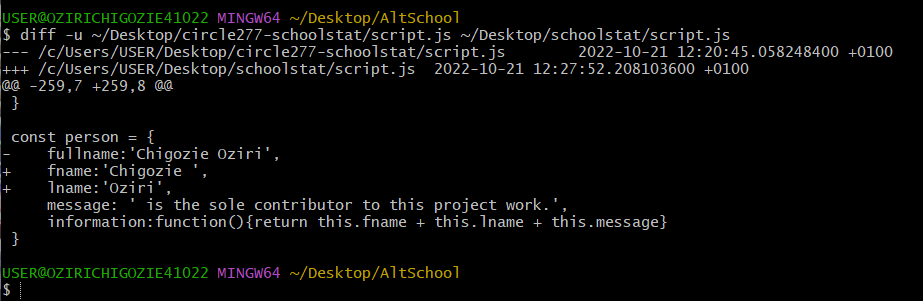 USER@OZIRICHIGOZIE41022 MINGW64 ~/Desktop/AltSchool
$ diff -u ~/Desktop/circle277-schoolstat/script.js ~/Desktop/schoolstat/script.js
--- /c/Users/USER/Desktop/circle277-schoolstat/script.js        2022-10-21 12:20:45.058248400 +0100
+++ /c/Users/USER/Desktop/schoolstat/script.js  2022-10-21 12:27:52.208103600 +0100
@@ -259,7 +259,8 @@
 }
 const person = {
-    fullname:'Chigozie Oziri',
+    fname:'Chigozie ',
+    lname:'Oziri',
     message: ' is the sole contributor to this project work.',
     information:function(){return this.fname + this.lname + this.message}
 }
USER@OZIRICHIGOZIE41022 MINGW64 ~/Desktop/AltSchool
$